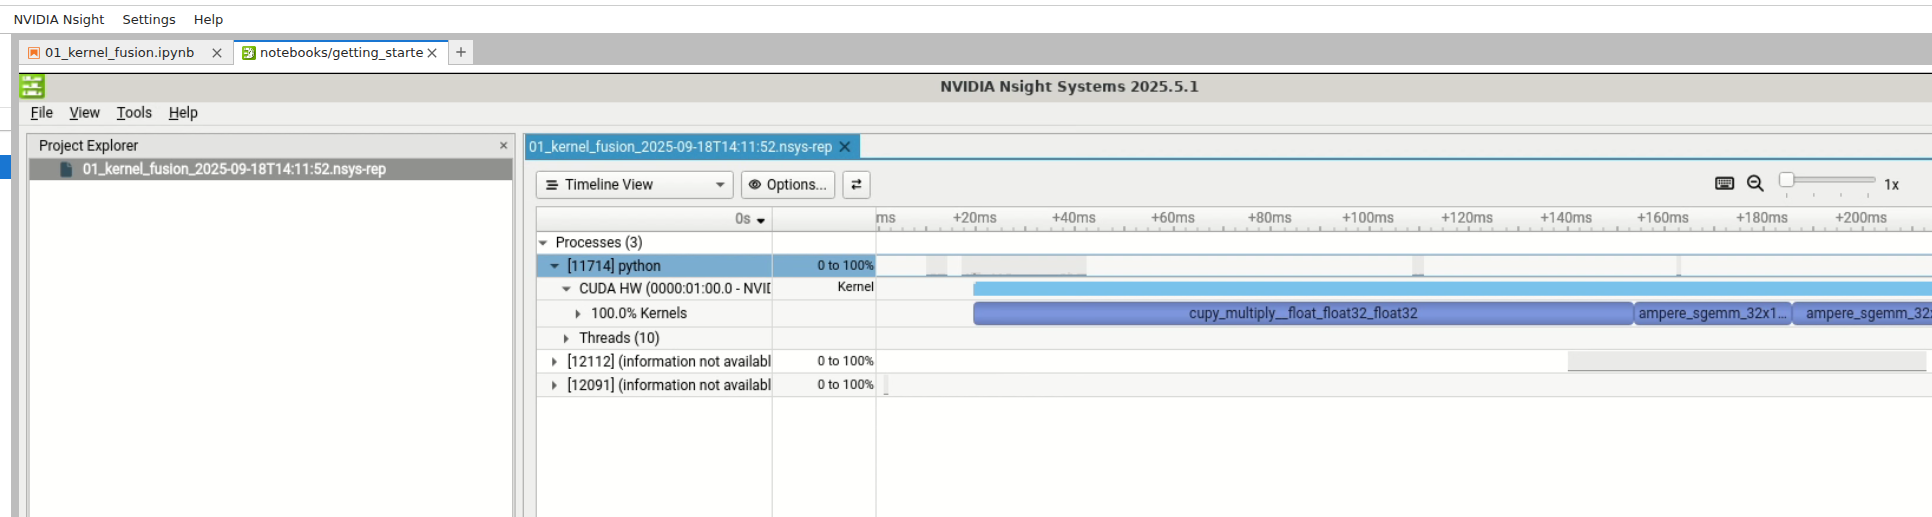 NVIDIA Nsight Settings Help
01_kernel_fusion.ipynb notebooks/getting_starte
NVIDIA Nsight Systems 2025.5.1
File View Tools Help
Project Explorer
01_kernel_fusion_2025-09-18T14:11:52.nsys-rep
01_kernel_fusion_2025-09-18T14:11:52.nsys-rep
Timeline View Options... 1x
0s ms +20ms +40ms +60ms +80ms +100ms +120ms +140ms +160ms +180ms +200ms
Processes (3)
[11714] python 0 to 100%
CUDA HW (0000:01:00.0 - NVIE Kernel
100.0% Kernels cupy_multiply__float_float32_float32 ampere_sgemm_32x1... ampere_sgemm_32
Threads (10)
[12112] (information not availabl 0 to 100%
[12091] (information not availabl 0 to 100%